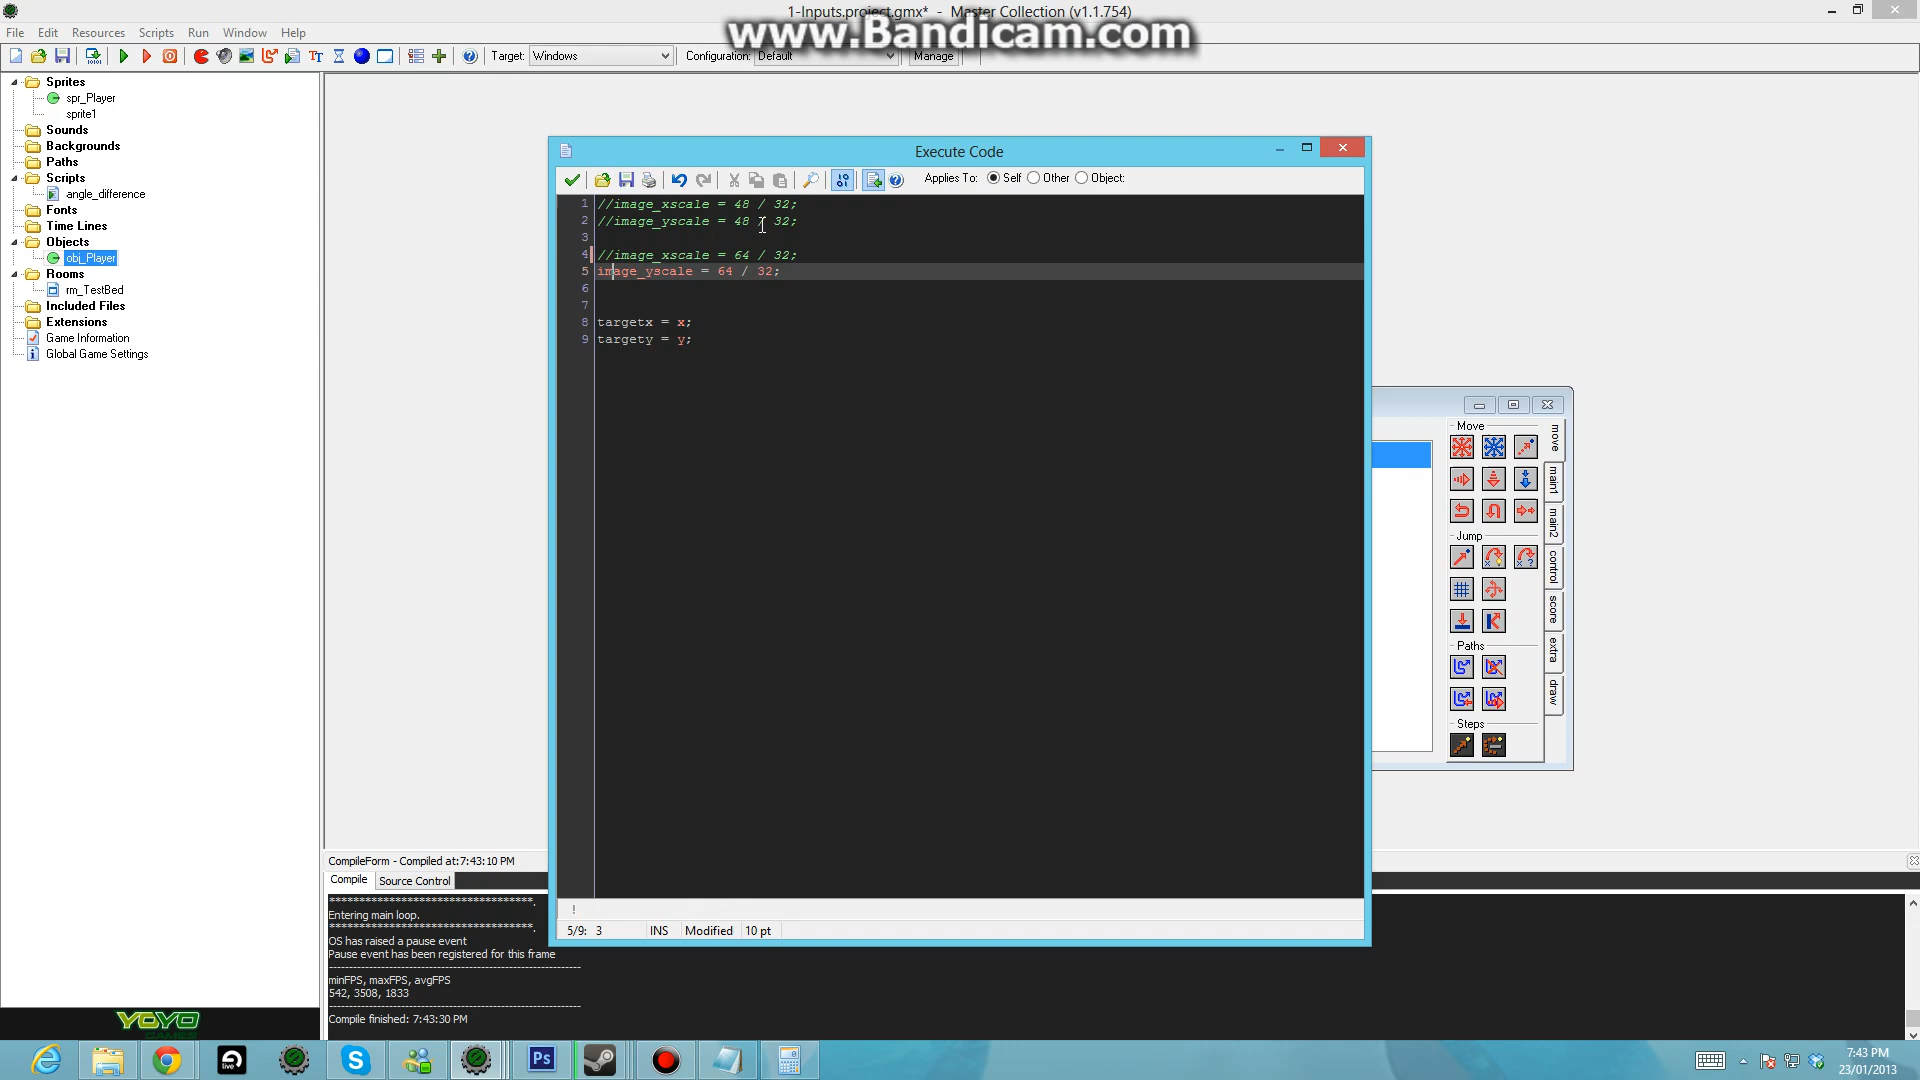 1-Inputs.project.gmx* - Master Collection (v1.1.754)
www.Bandicam.com
File Edit Resources Scripts Run Window Help
Target: Windows Configuration: Default Manage
Sprites
spr_Player
sprite1
Sounds
Backgrounds
Paths
Scripts
angle_difference
Fonts
Time Lines
Objects
obj_Player
Rooms
rm_TestBed
Included Files
Extensions
Game Information
Global Game Settings
Execute Code
Applies To: Self Other Object:
1 //image_xscale = 48 / 32;
2 //image_yscale = 48 / 32;
3
4 //image_xscale = 64 / 32;
5 image_yscale = 64 / 32;
6
7
8 targetx = x;
9 targety = y;
!
5/9: 3 INS Modified 10 pt
Move
Jump
Paths
Steps
move
main1
main2
control
score
extra
draw
CompileForm - Compiled at:7:43:10 PM
Compile Source Control
**********************************.
Entering main loop.
**********************************.
OS has raised a pause event
Pause event has been registered for this frame
minFPS, maxFPS, avgFPS
542, 3508, 1833
Compile finished: 7:43:30 PM
YOYO
GAMES
live
Ps
7:43 PM
23/01/2013